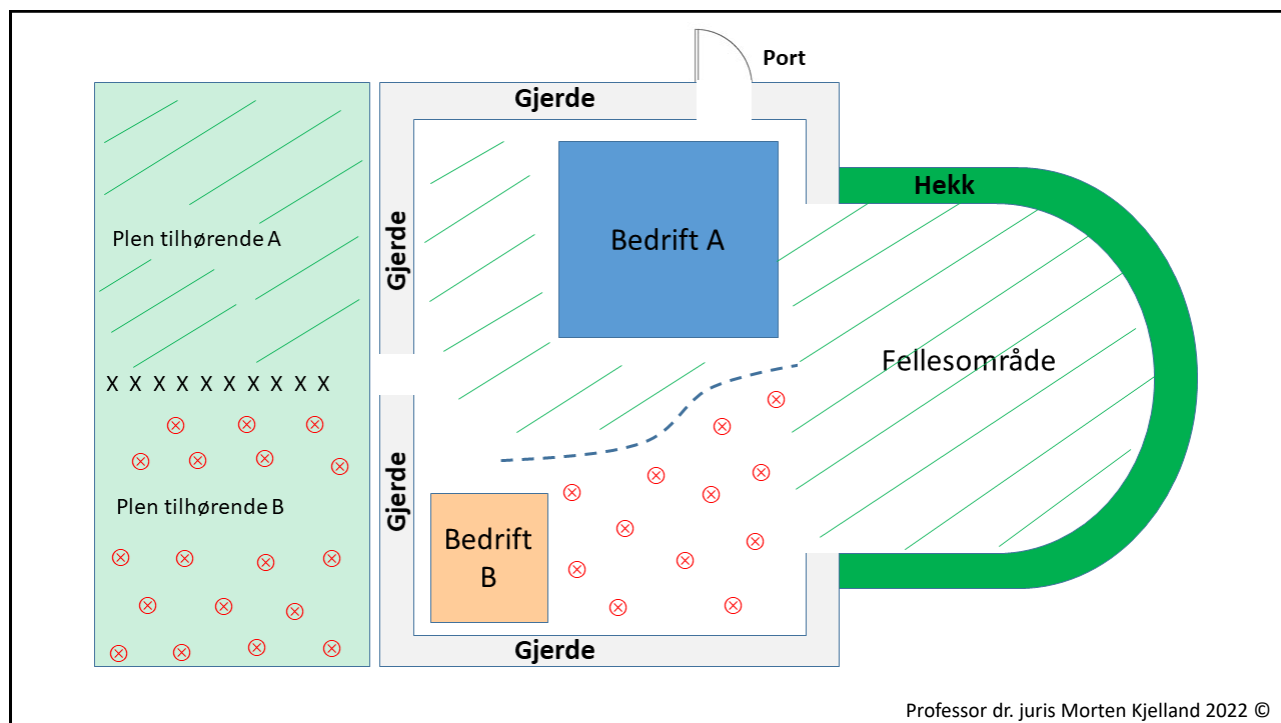 Port
Gjerde
Hekk
Gjerde
Plen tilhørende A
Bedrift A
Fellesområde
X X X X X X X X X X
Gjerde
Plen tilhørende B
Bedrift
B
Gjerde
Professor dr. juris Morten Kjelland 2022 ©